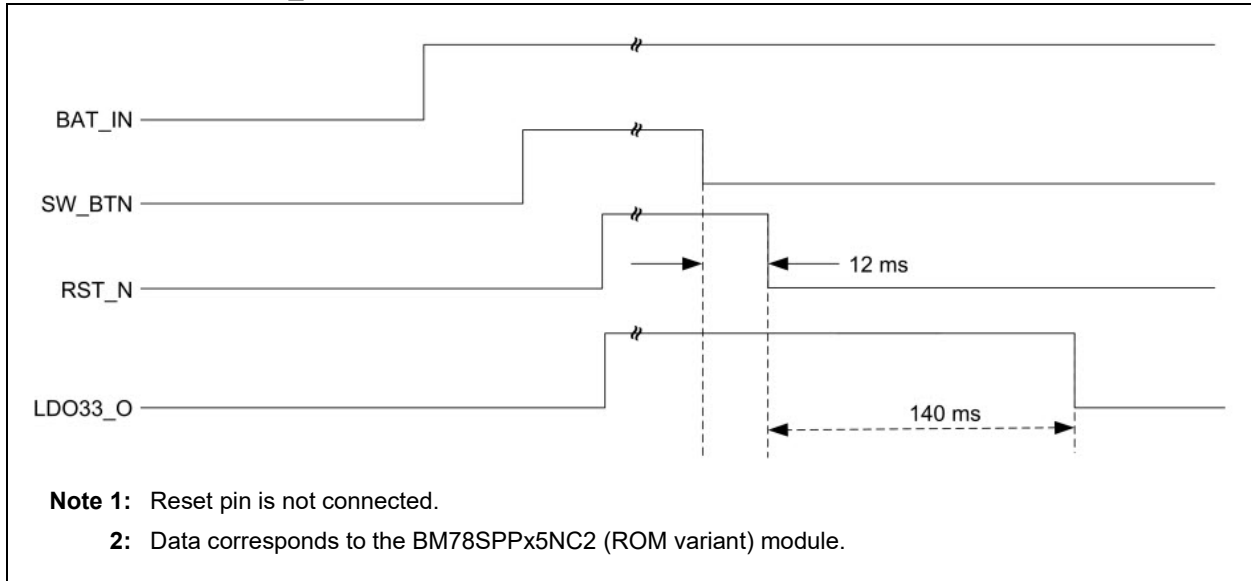 BAT_IN
SW_BTN
12 ms
RST_N
LDO33_O
140 ms
Note 1: Reset pin is not connected.
2: Data corresponds to the BM78SPPx5NC2 (ROM variant) module.